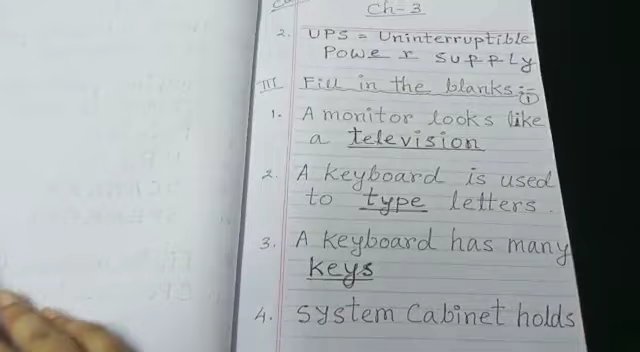 Ch-3
2. UPS = Uninterruptible
Power supply
III Fill in the blanks:-
1. A monitor looks like
a television
2. A keyboard is used
to type letters.
3. A keyboard has many
keys
4. System Cabinet holds